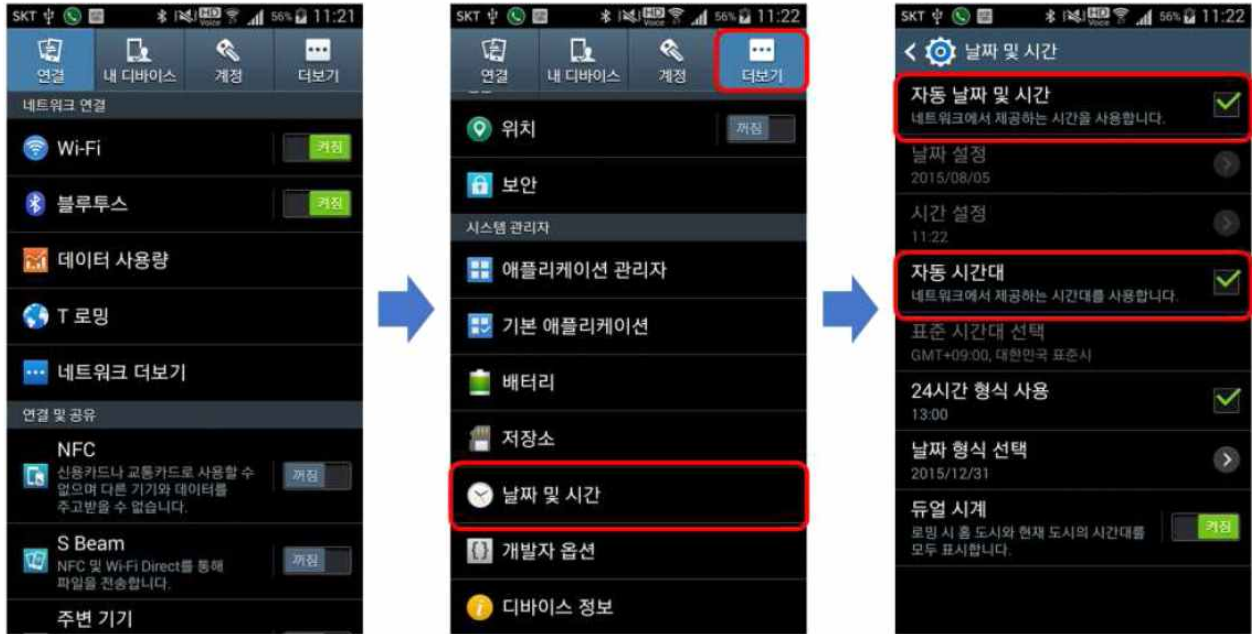 SKT 56% 11:21
연결 내 디바이스 계정 더보기
네트워크 연결
Wi-Fi 켜짐
블루투스 켜짐
데이터 사용량
T 로밍
네트워크 더보기
연결 및 공유
NFC
신용카드나 교통카드로 사용할 수
없으며 다른 기기와 데이터를
주고받을 수 없습니다.
꺼짐
S Beam
NFC 및 Wi-Fi Direct를 통해
파일을 전송합니다.
꺼짐
주변 기기
SKT HD Voice 56% 11:22
연결 내 디바이스 계정 더보기
위치 꺼짐
보안
시스템 관리자
애플리케이션 관리자
기본 애플리케이션
배터리
저장소
날짜 및 시간
개발자 옵션
디바이스 정보
SKT HD Voice 56% 11:22
날짜 및 시간
자동 날짜 및 시간
네트워크에서 제공하는 시간을 사용합니다.
날짜 설정
2015/08/05
시간 설정
11:22
자동 시간대
네트워크에서 제공하는 시간대를 사용합니다.
표준 시간대 선택
GMT+09:00, 대한민국 표준시
24시간 형식 사용
13:00
날짜 형식 선택
2015/12/31
듀얼 시계
로밍 시 홈 도시와 현재 도시의 시간대를
모두 표시합니다.
켜짐